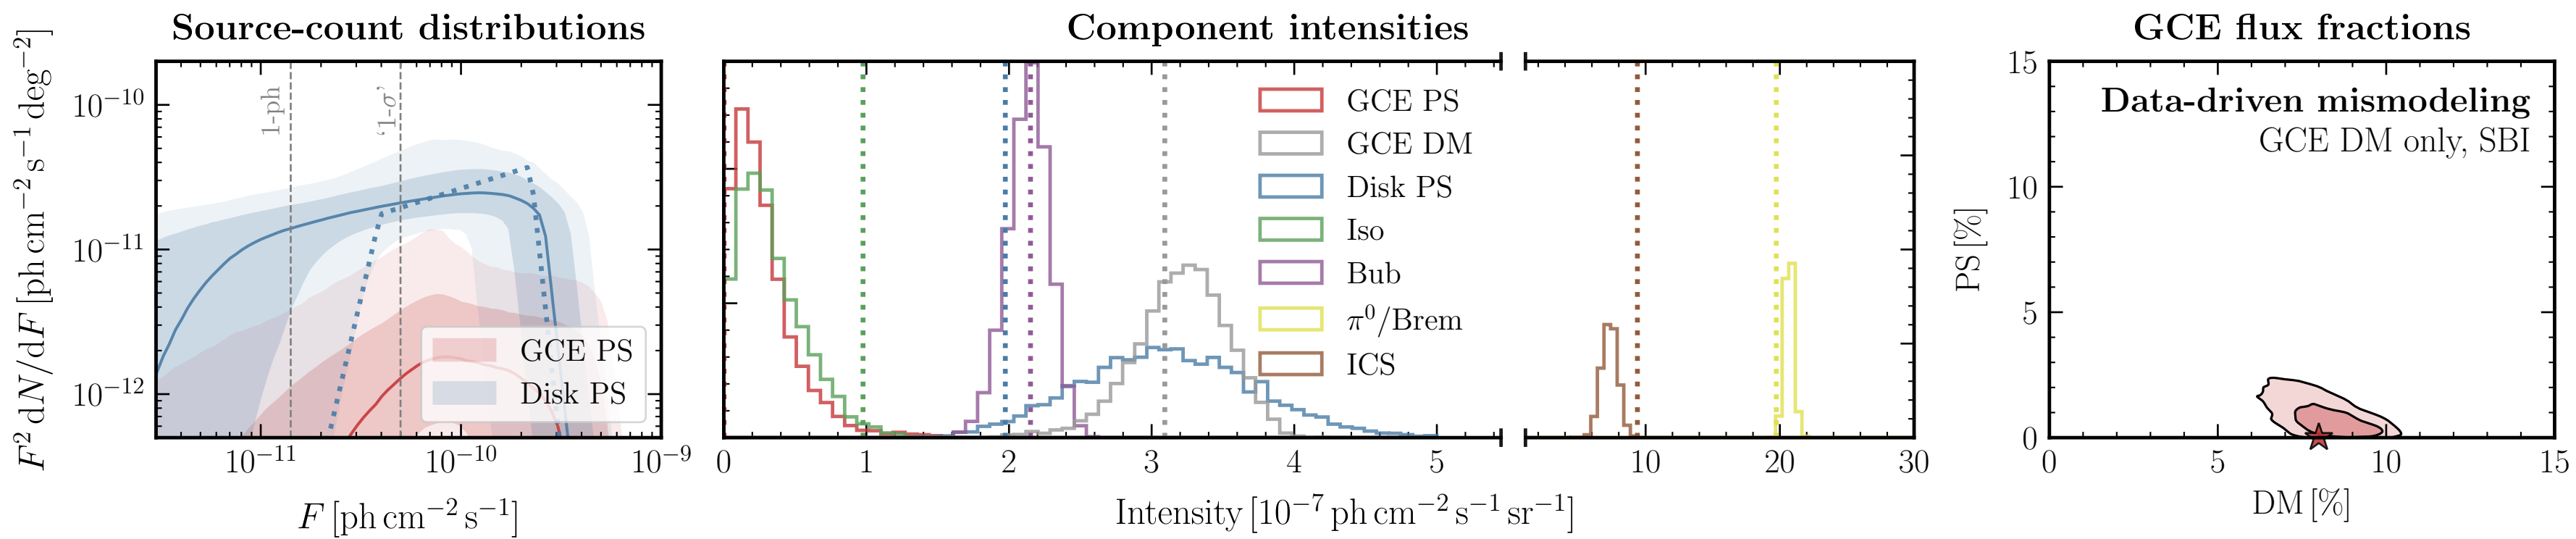 Source-count distributions
F² dN/dF [ph cm⁻² s⁻¹ deg⁻²]
10⁻¹⁰
10⁻¹¹
10⁻¹²
1-ph
‘1-σ’
GCE PS
Disk PS
10⁻¹¹ 10⁻¹⁰ 10⁻⁹
F [ph cm⁻² s⁻¹]
Component intensities
GCE PS
GCE DM
Disk PS
Iso
Bub
π⁰/Brem
ICS
0 1 2 3 4 5 10 20 30
Intensity [10⁻⁷ ph cm⁻² s⁻¹ sr⁻¹]
GCE flux fractions
PS [%]
15
10
5
0
Data-driven mismodeling
GCE DM only, SBI
0 5 10 15
DM [%]